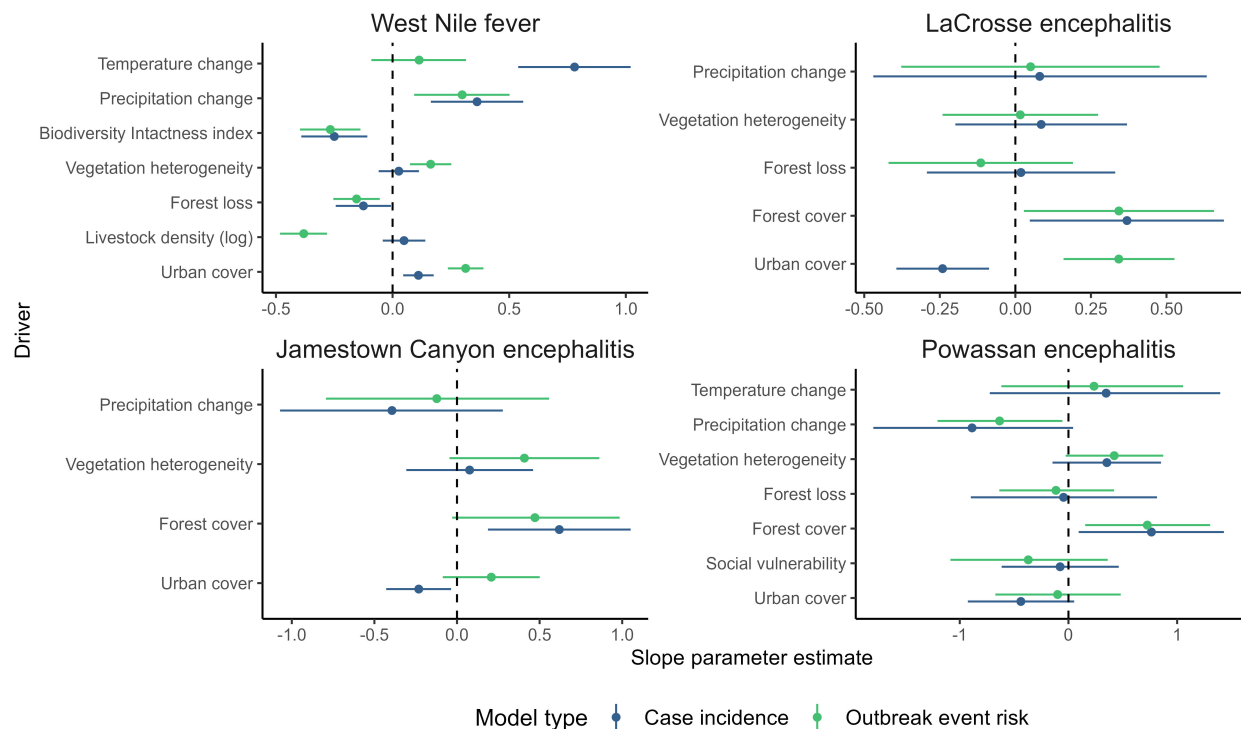 West Nile fever
Temperature change
Precipitation change
Biodiversity Intactness index
Vegetation heterogeneity
Forest loss
Livestock density (log)
Urban cover
-0.5 0.0 0.5 1.0
LaCrosse encephalitis
Precipitation change
Vegetation heterogeneity
Forest loss
Forest cover
Urban cover
-0.50 -0.25 0.00 0.25 0.50
Driver
Jamestown Canyon encephalitis
Precipitation change
Vegetation heterogeneity
Forest cover
Urban cover
-1.0 -0.5 0.0 0.5 1.0
Powassan encephalitis
Temperature change
Precipitation change
Vegetation heterogeneity
Forest loss
Forest cover
Social vulnerability
Urban cover
-1 0 1
Slope parameter estimate
Model type Case incidence Outbreak event risk